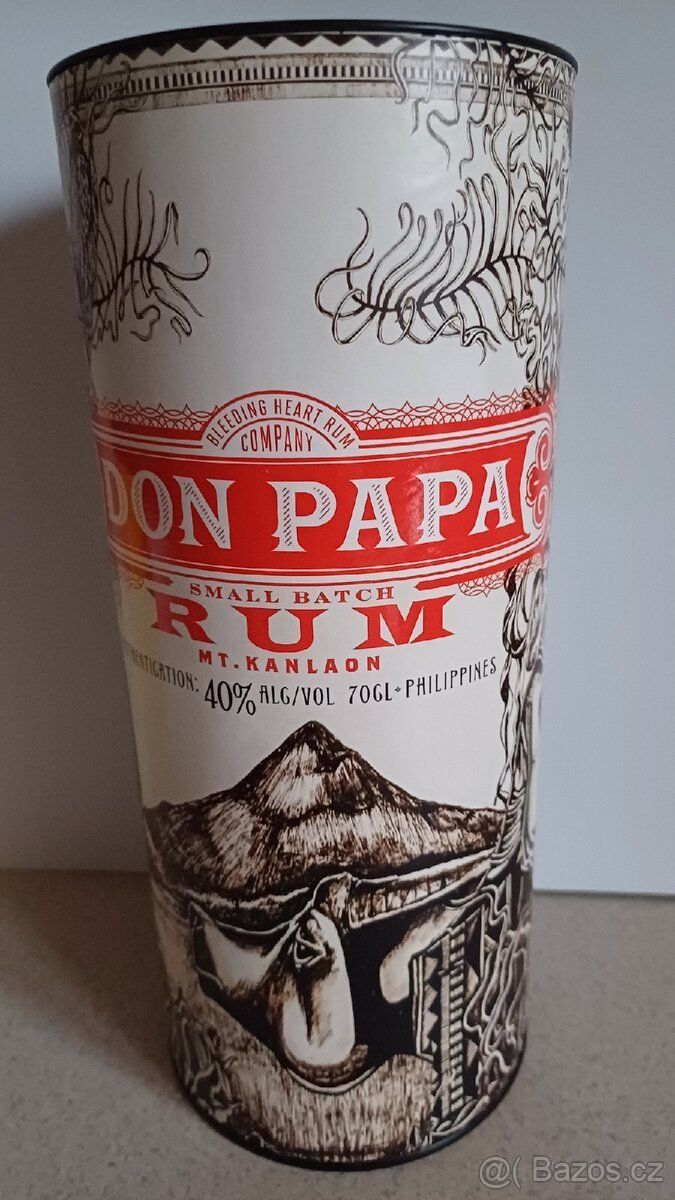 BLEEDING HEART RUM
COMPANY
DON PAPA
SMALL BATCH
RUM
MT.KANLAON
40% ALC/VOL 70CL PHILIPPINES
@( Bazos.cz